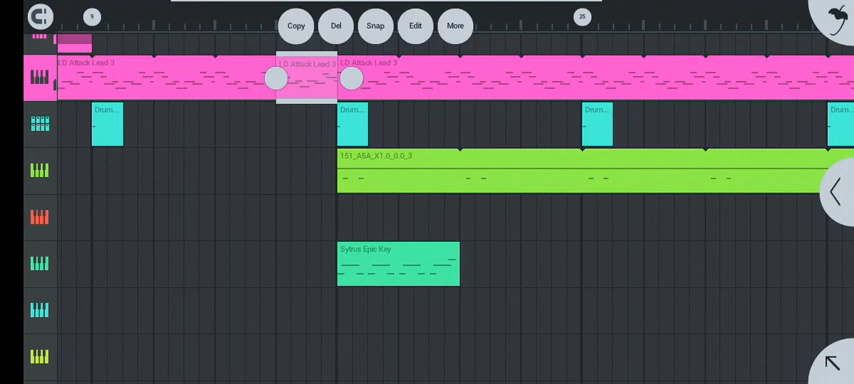 9
25
Copy
Del
Snap
Edit
More
LD Attack Lead 3
LD Attack Lead 3
LD Attack Lead 3
Drum...
Drum...
Drum...
Drum
151_A5A_X1.0_0.0_3
Sytrus Epic Key